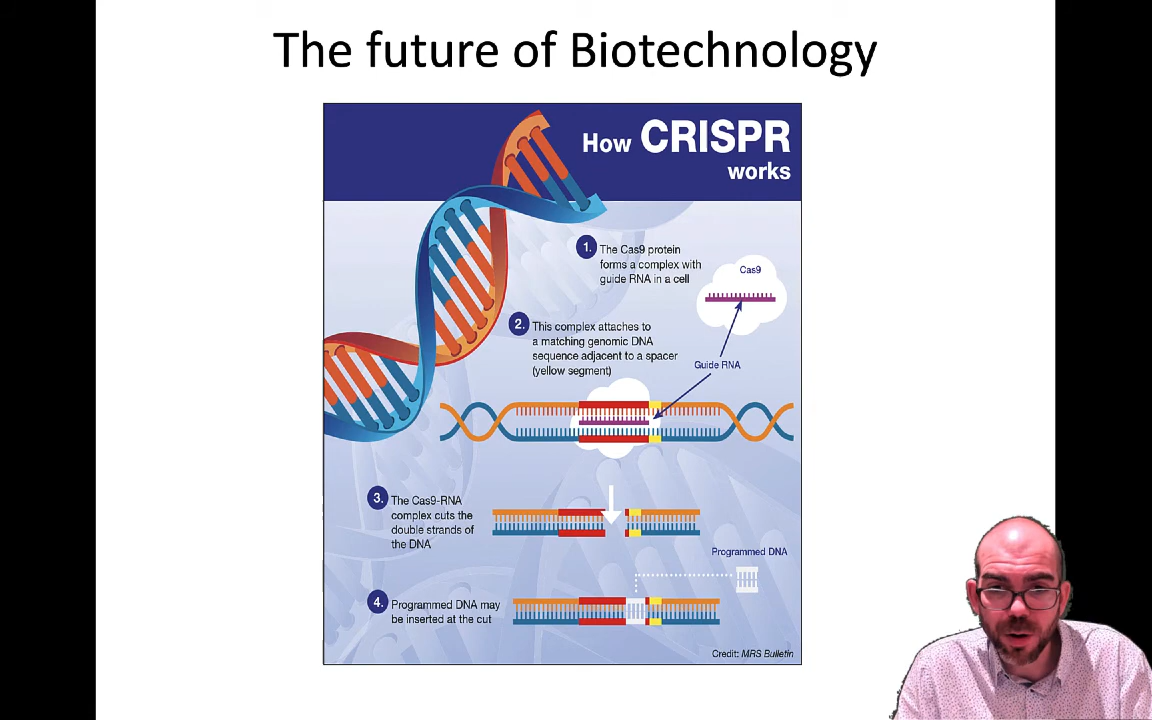 The future of Biotechnology
How CRISPR
works
1. The Cas9 protein
forms a complex with
guide RNA in a cell
Cas9
2. This complex attaches to
a matching genomic DNA
sequence adjacent to a spacer
(yellow segment)
Guide RNA
3. The Cas9-RNA
complex cuts the
double strands of
the DNA
Programmed DNA
4. Programmed DNA may
be inserted at the cut
Credit: MRS Bulletin